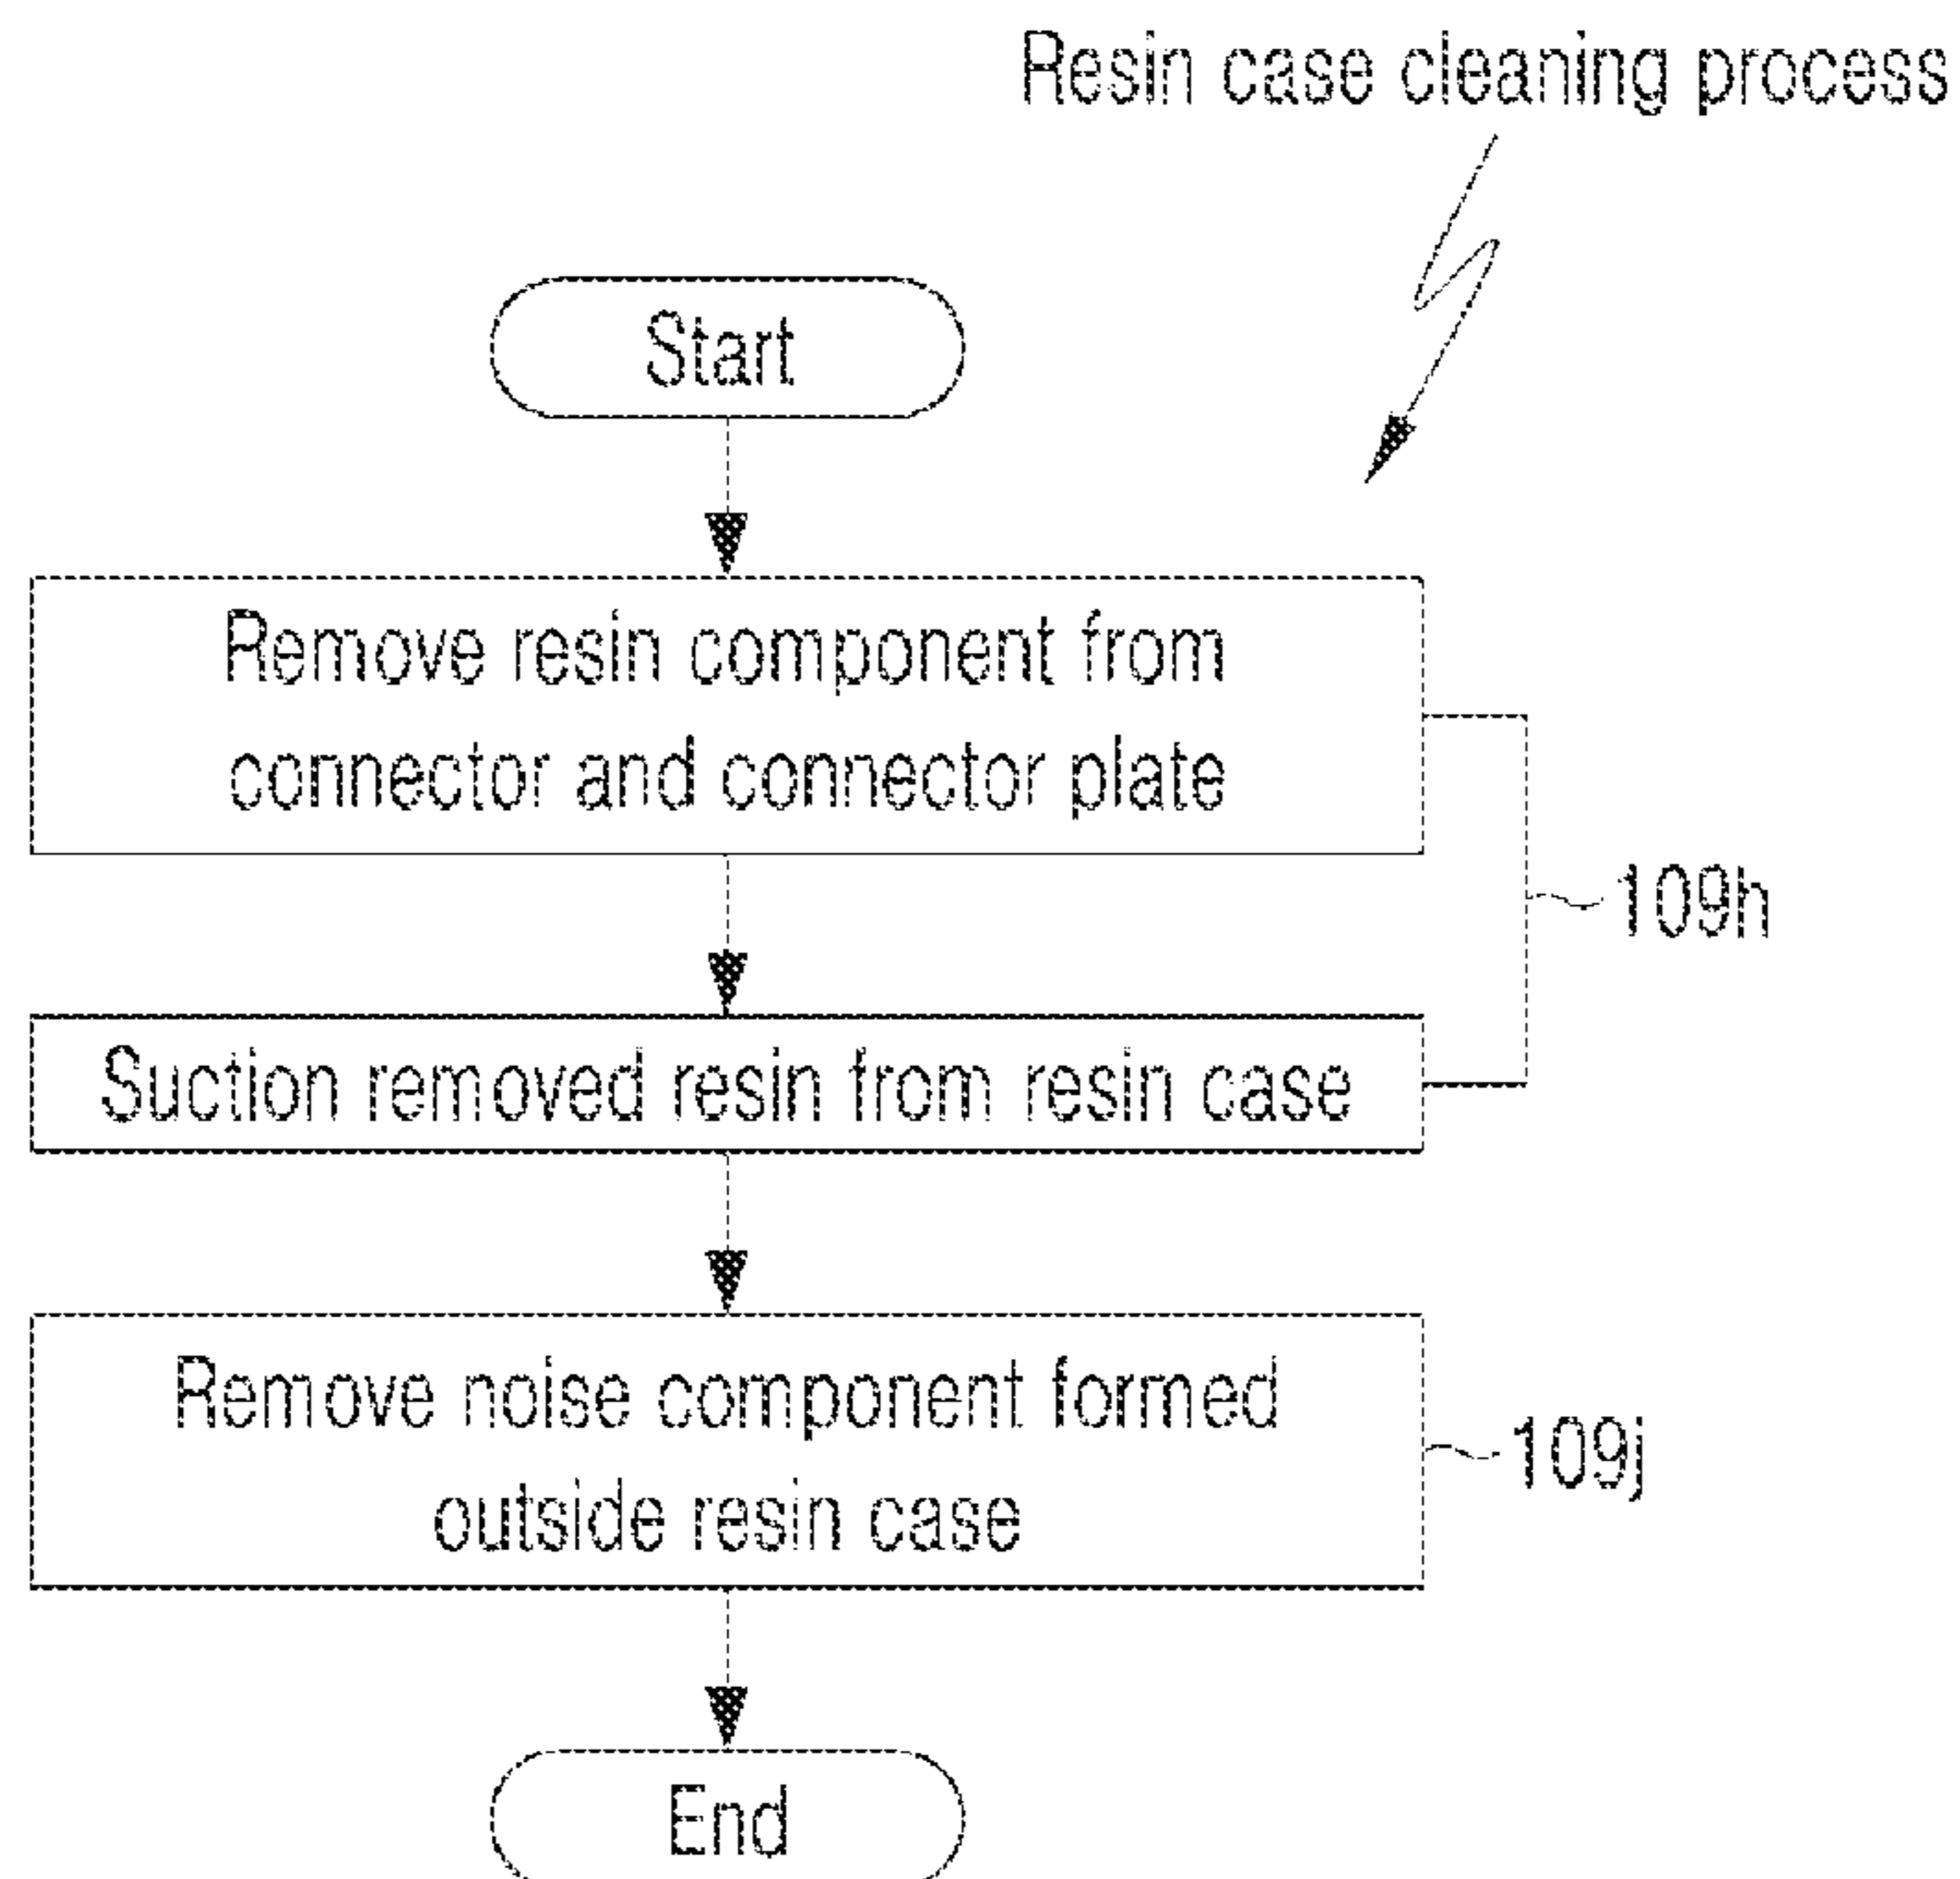 Resin case cleaning process
Start
Remove resin component from
connector and connector plate
109h
Suction removed resin from resin case
Remove noise component formed
outside resin case
109j
End